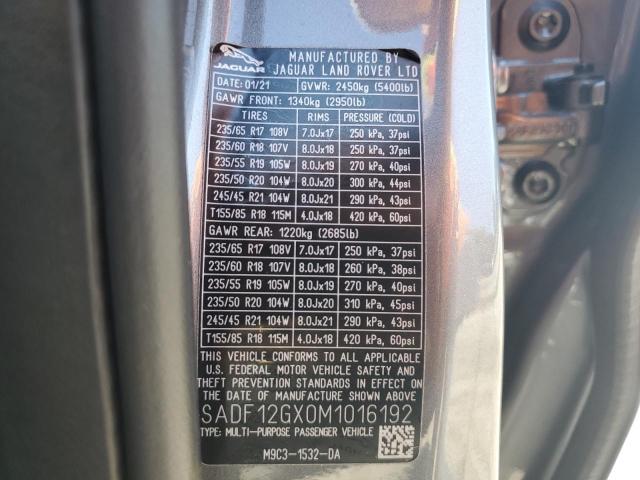 JAGUAR
MANUFACTURED BY
JAGUAR LAND ROVER LTD
DATE: 01/21 GVWR: 2450kg (5400lb)
GAWR FRONT: 1340kg (2950lb)
TIRES RIMS PRESSURE (COLD)
235/65 R17 108V 7.0Jx17 250 kPa, 37psi
235/60 R18 107V 8.0Jx18 250 kPa, 37psi
235/55 R19 105W 8.0Jx19 270 kPa, 40psi
235/50 R20 104W 8.0Jx20 300 kPa, 44psi
245/45 R21 104W 8.0Jx21 290 kPa, 43psi
T155/85 R18 115M 4.0Jx18 420 kPa, 60psi
GAWR REAR: 1220kg (2685lb)
235/65 R17 108V 7.0Jx17 250 kPa, 37psi
235/60 R18 107V 8.0Jx18 260 kPa, 38psi
235/55 R19 105W 8.0Jx19 270 kPa, 40psi
235/50 R20 104W 8.0Jx20 310 kPa, 45psi
245/45 R21 104W 8.0Jx21 290 kPa, 43psi
T155/85 R18 115M 4.0Jx18 420 kPa, 60psi
THIS VEHICLE CONFORMS TO ALL APPLICABLE
U.S. FEDERAL MOTOR VEHICLE SAFETY AND THEFT
PREVENTION STANDARDS IN EFFECT ON THE
DATE OF MANUFACTURE SHOWN ABOVE
SADF12GX0M1016192
TYPE: MULTI-PURPOSE PASSENGER VEHICLE
M9C3-1532-DA